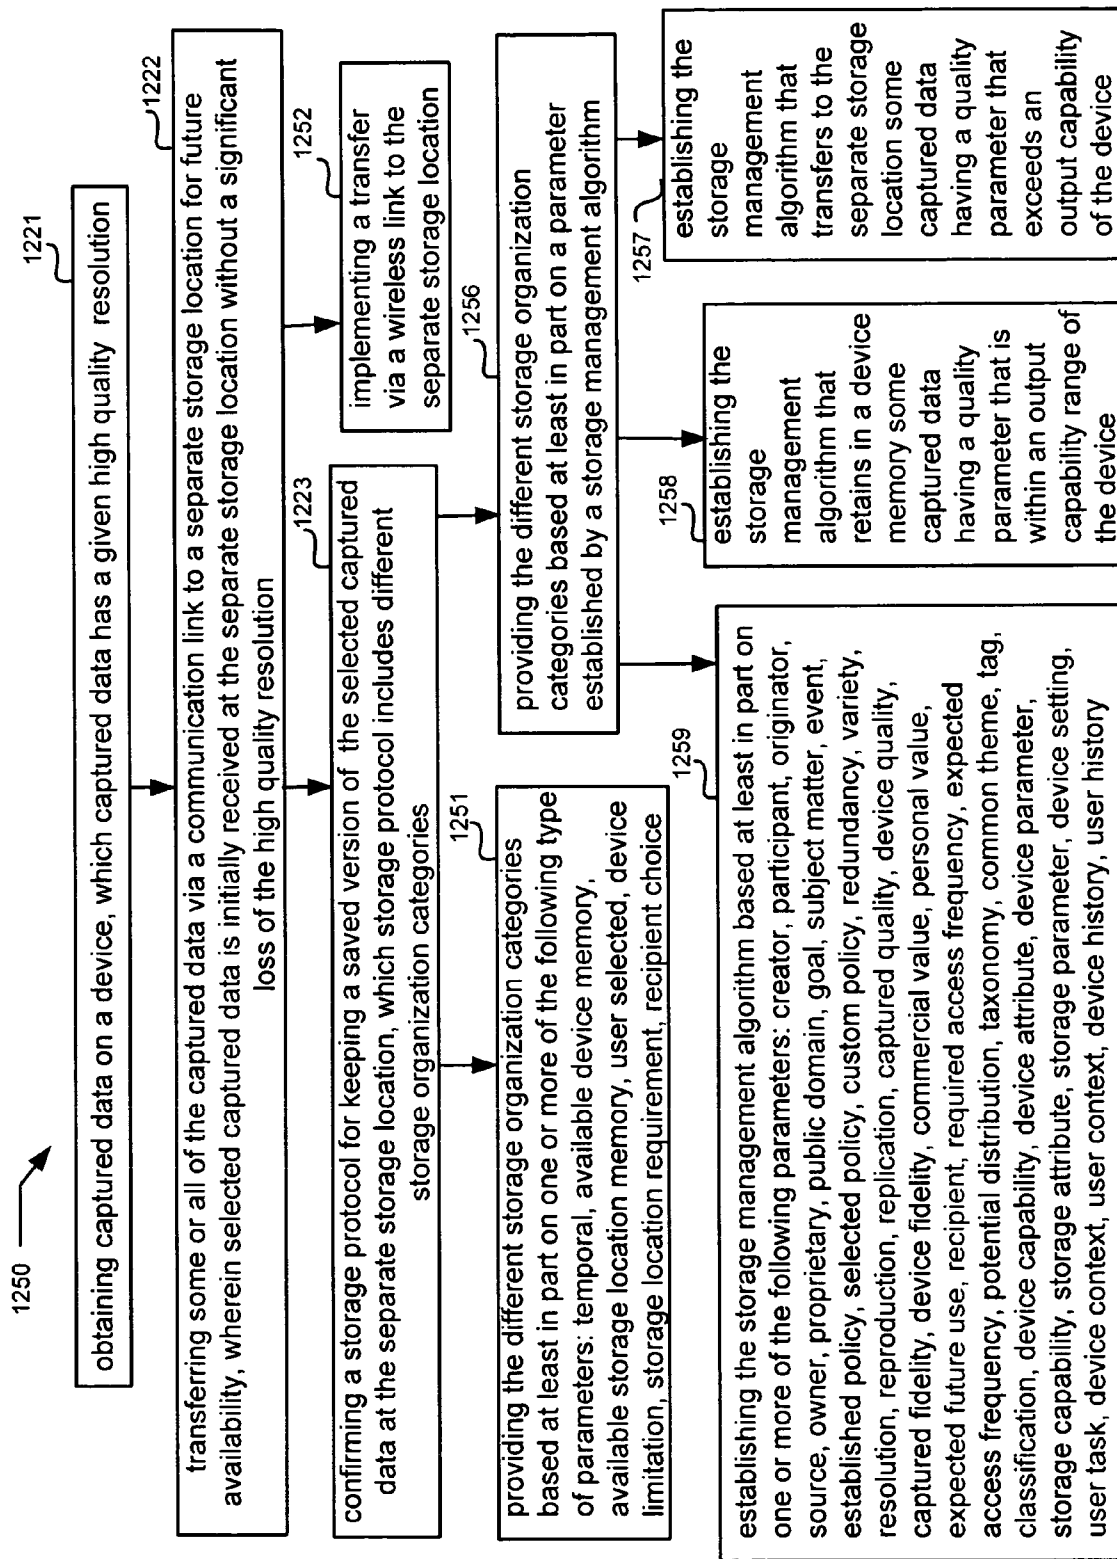 1250
1221
obtaining captured data on a device, which captured data has a given high quality resolution
1222
transferring some or all of the captured data via a communication link to a separate storage location for future
availability, wherein selected captured data is initially received at the separate storage location without a significant
loss of the high quality resolution
1223
confirming a storage protocol for keeping a saved version of the selected captured
data at the separate storage location, which storage protocol includes different
storage organization categories
1252
implementing a transfer
via a wireless link to the
separate storage location
1251
providing the different storage organization categories
based at least in part on one or more of the following type
of parameters: temporal, available device memory,
available storage location memory, user selected, device
limitation, storage location requirement, recipient choice
1256
providing the different storage organization
categories based at least in part on a parameter
established by a storage management algorithm
1259
establishing the storage management algorithm based at least in part on
one or more of the following parameters: creator, participant, originator,
source, owner, proprietary, public domain, goal, subject matter, event,
established policy, selected policy, custom policy, redundancy, variety,
resolution, reproduction, replication, captured quality, device quality,
captured fidelity, device fidelity, commercial value, personal value,
expected future use, recipient, required access frequency, expected
access frequency, potential distribution, taxonomy, common theme, tag,
classification, device capability, device attribute, device parameter,
storage capability, storage attribute, storage parameter, device setting,
user task, device context, user context, device history, user history
1258
establishing the
storage
management
algorithm that
retains in a device
memory some
captured data
having a quality
parameter that is
within an output
capability range of
the device
1257
establishing the
storage
management
algorithm that
transfers to the
separate storage
location some
captured data
having a quality
parameter that
exceeds an
output capability
of the device